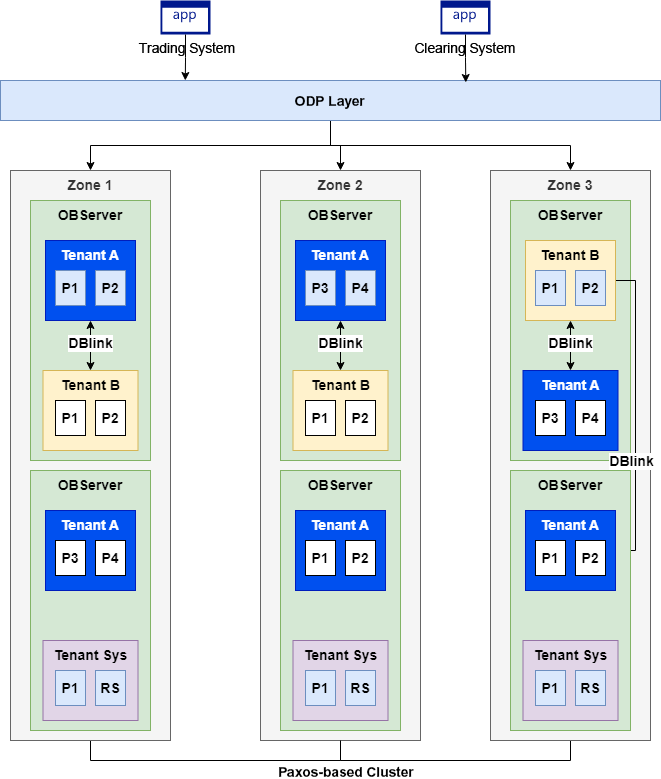 app
app
Trading System
Clearing System
ODP Layer
Zone 1
Zone 2
Zone 3
OBServer
OBServer
OBServer
Tenant A
P1 P2
Tenant A
P3 P4
Tenant B
P1 P2
DBlink
DBlink
DBlink
Tenant B
P1 P2
Tenant B
P1 P2
Tenant A
P3 P4
DBlink
OBServer
OBServer
OBServer
Tenant A
P3 P4
Tenant A
P1 P2
Tenant A
P1 P2
Tenant Sys
P1 RS
Tenant Sys
P1 RS
Tenant Sys
P1 RS
Paxos-based Cluster